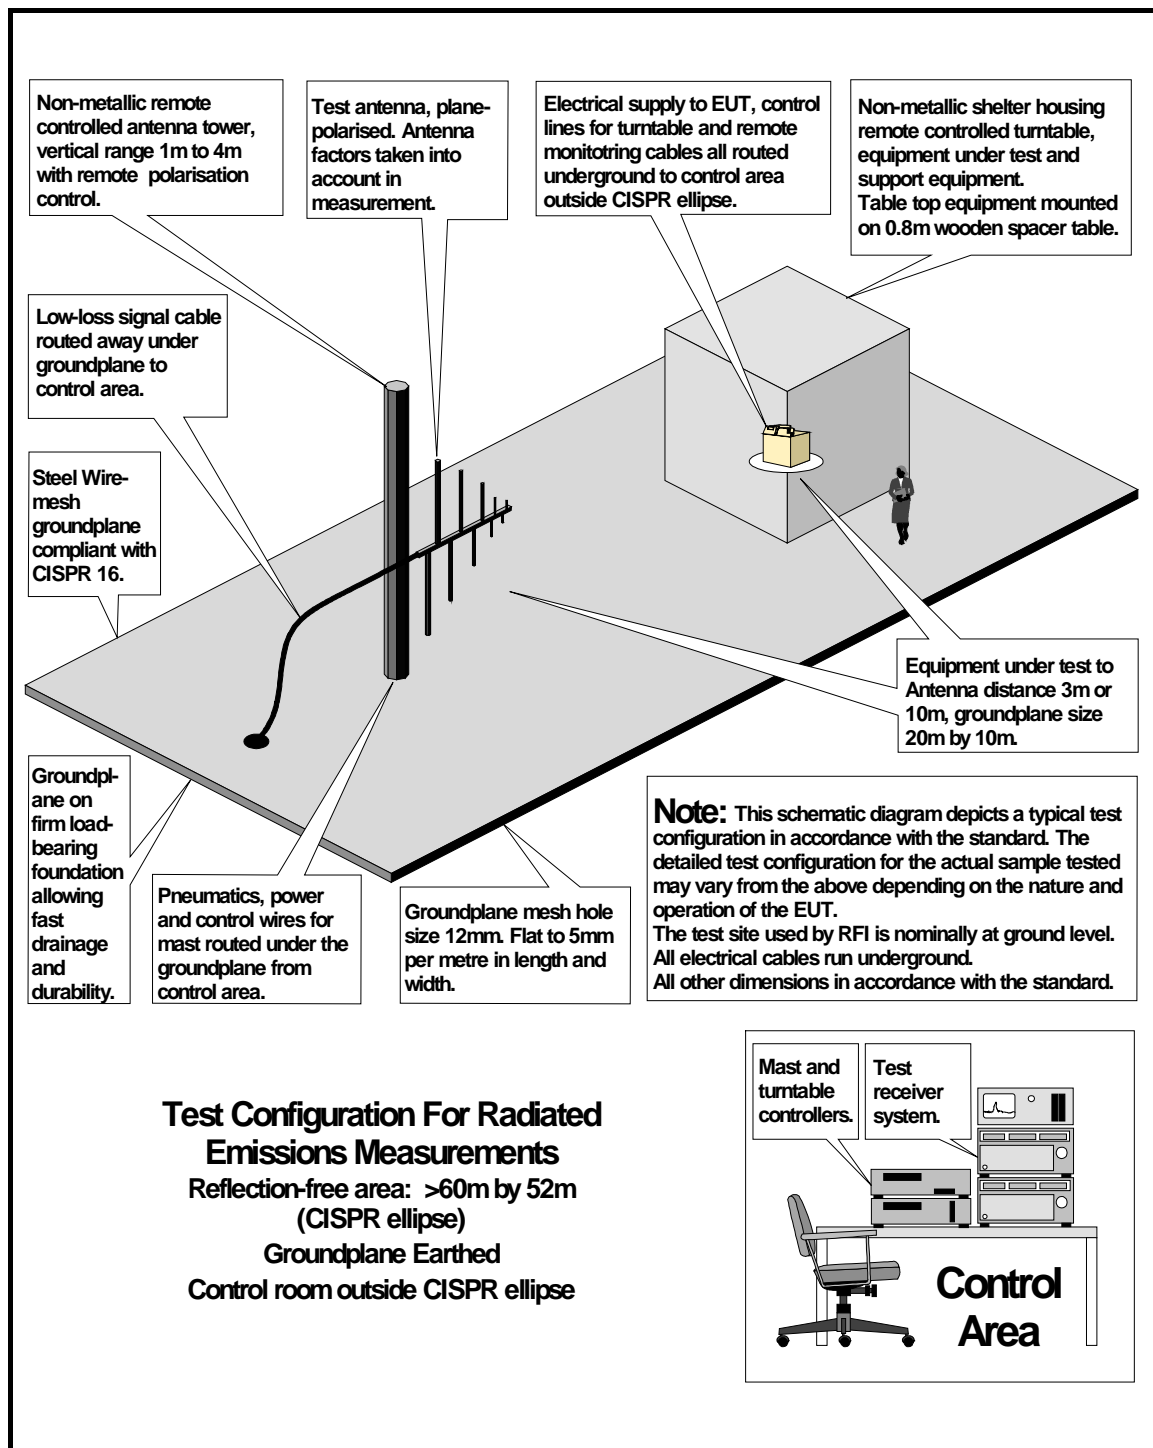 Non-metallic remote
controlled antenna tower,
vertical range 1m to 4m
with remote polarisation
control.
Test antenna, plane-
polarised. Antenna
factors taken into
account in
measurement.
Electrical supply to EUT, control
lines for turntable and remote
monitotring cables all routed
underground to control area
outside CISPR ellipse.
Non-metallic shelter housing
remote controlled turntable,
equipment under test and
support equipment.
Table top equipment mounted
on 0.8m wooden spacer table.
Low-loss signal cable
routed away under
groundplane to
control area.
Steel Wire-
mesh
groundplane
compliant with
CISPR 16.
Equipment under test to
Antenna distance 3m or
10m, groundplane size
20m by 10m.
Groundpl-
ane on
firm load-
bearing
foundation
allowing
fast
drainage
and
durability.
Pneumatics, power
and control wires for
mast routed under the
groundplane from
control area.
Groundplane mesh hole
size 12mm. Flat to 5mm
per metre in length and
width.
Note: This schematic diagram depicts a typical test
configuration in accordance with the standard. The
detailed test configuration for the actual sample tested
may vary from the above depending on the nature and
operation of the EUT.
The test site used by RFI is nominally at ground level.
All electrical cables run underground.
All other dimensions in accordance with the standard.
Test Configuration For Radiated
Emissions Measurements
Reflection-free area: >60m by 52m
(CISPR ellipse)
Groundplane Earthed
Control room outside CISPR ellipse
Mast and
turntable
controllers.
Test
receiver
system.
Control
Area